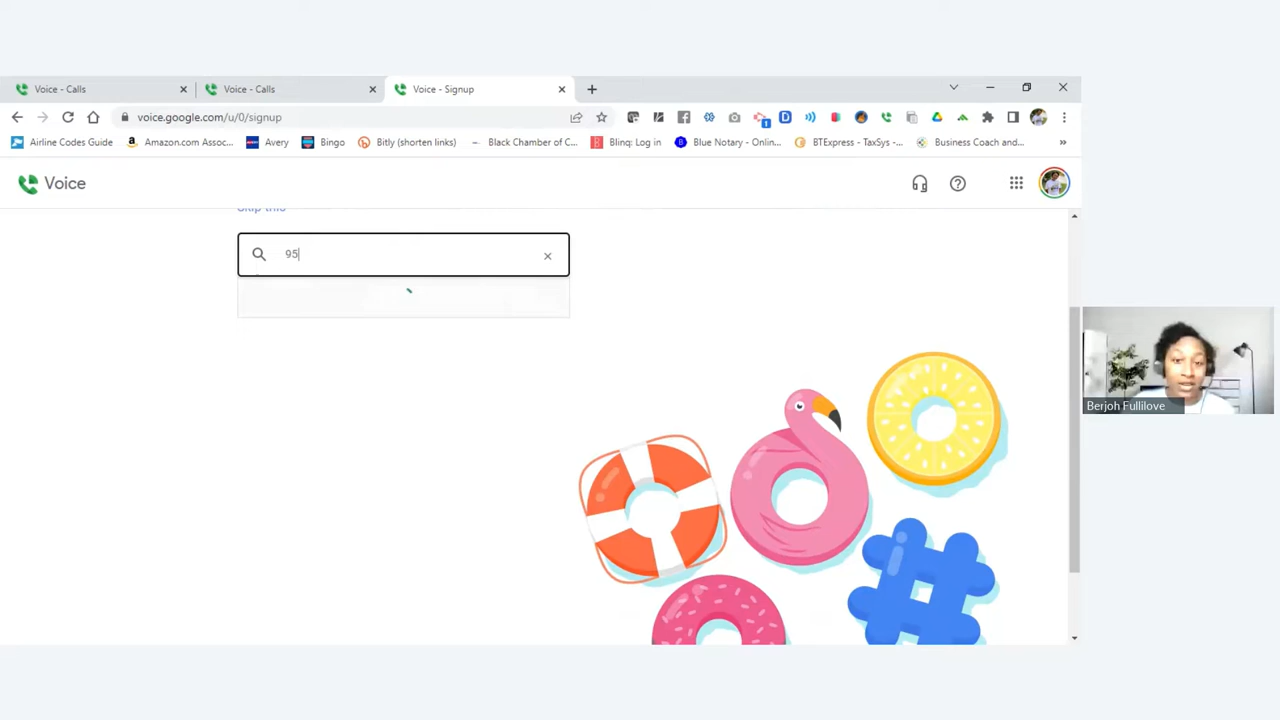 Voice - Calls
Voice - Calls
Voice - Signup
voice.google.com/u/0/signup
Airline Codes Guide
Amazon.com Assoc...
Avery
Bingo
Bitly (shorten links)
Black Chamber of C...
Blinq: Log in
Blue Notary - Onlin...
BTExpress - TaxSys -...
Business Coach and...
»
Voice
Skip this
95
Berjoh Fullilove